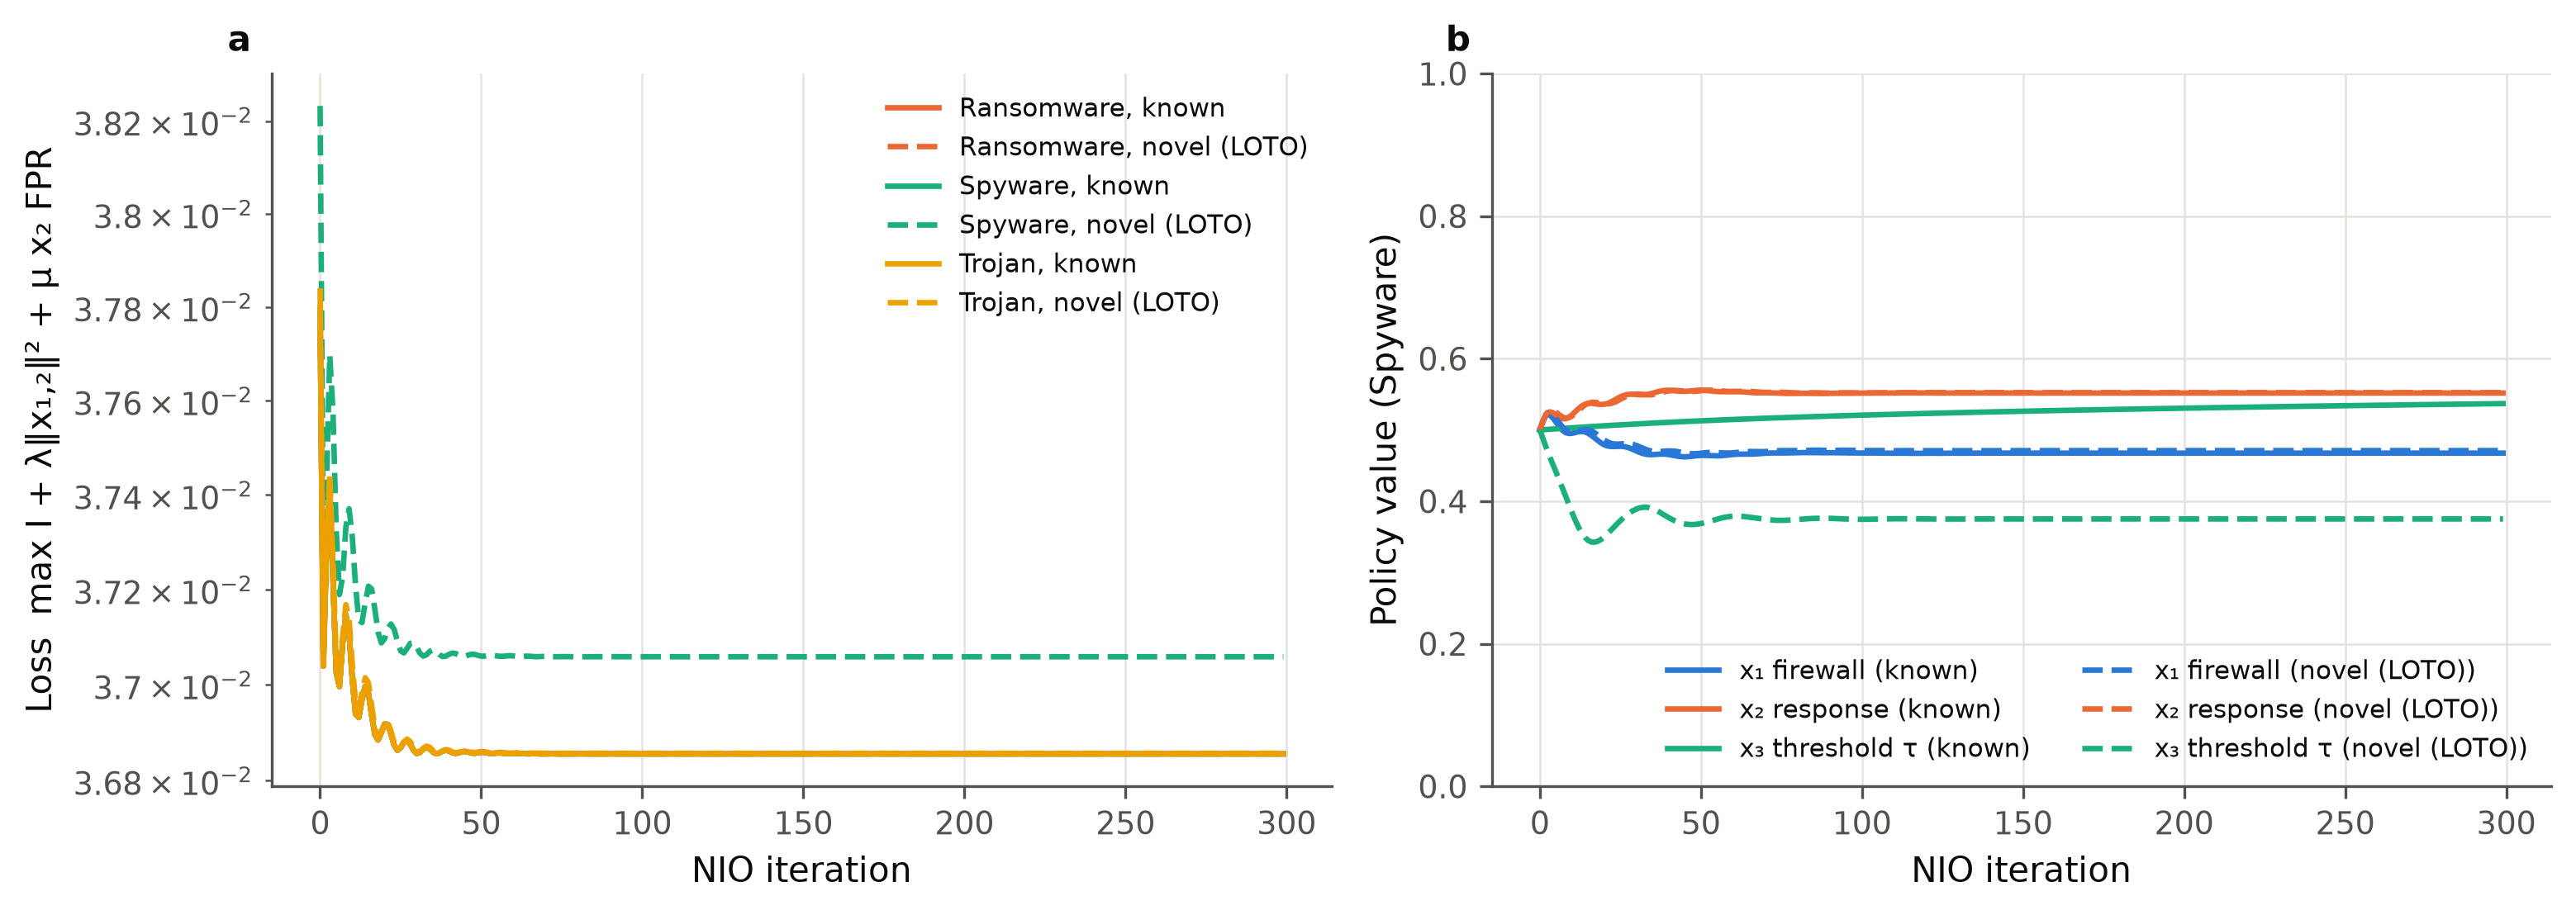 a
Loss  max I + λ‖x₁,₂‖² + μ x₂ FPR
3.82 × 10⁻²
3.8 × 10⁻²
3.78 × 10⁻²
3.76 × 10⁻²
3.74 × 10⁻²
3.72 × 10⁻²
3.7 × 10⁻²
3.68 × 10⁻²
Ransomware, known
Ransomware, novel (LOTO)
Spyware, known
Spyware, novel (LOTO)
Trojan, known
Trojan, novel (LOTO)
0 50 100 150 200 250 300
NIO iteration
b
Policy value (Spyware)
1.0
0.8
0.6
0.4
0.2
0.0
x₁ firewall (known)
x₂ response (known)
x₃ threshold τ (known)
x₁ firewall (novel (LOTO))
x₂ response (novel (LOTO))
x₃ threshold τ (novel (LOTO))
0 50 100 150 200 250 300
NIO iteration